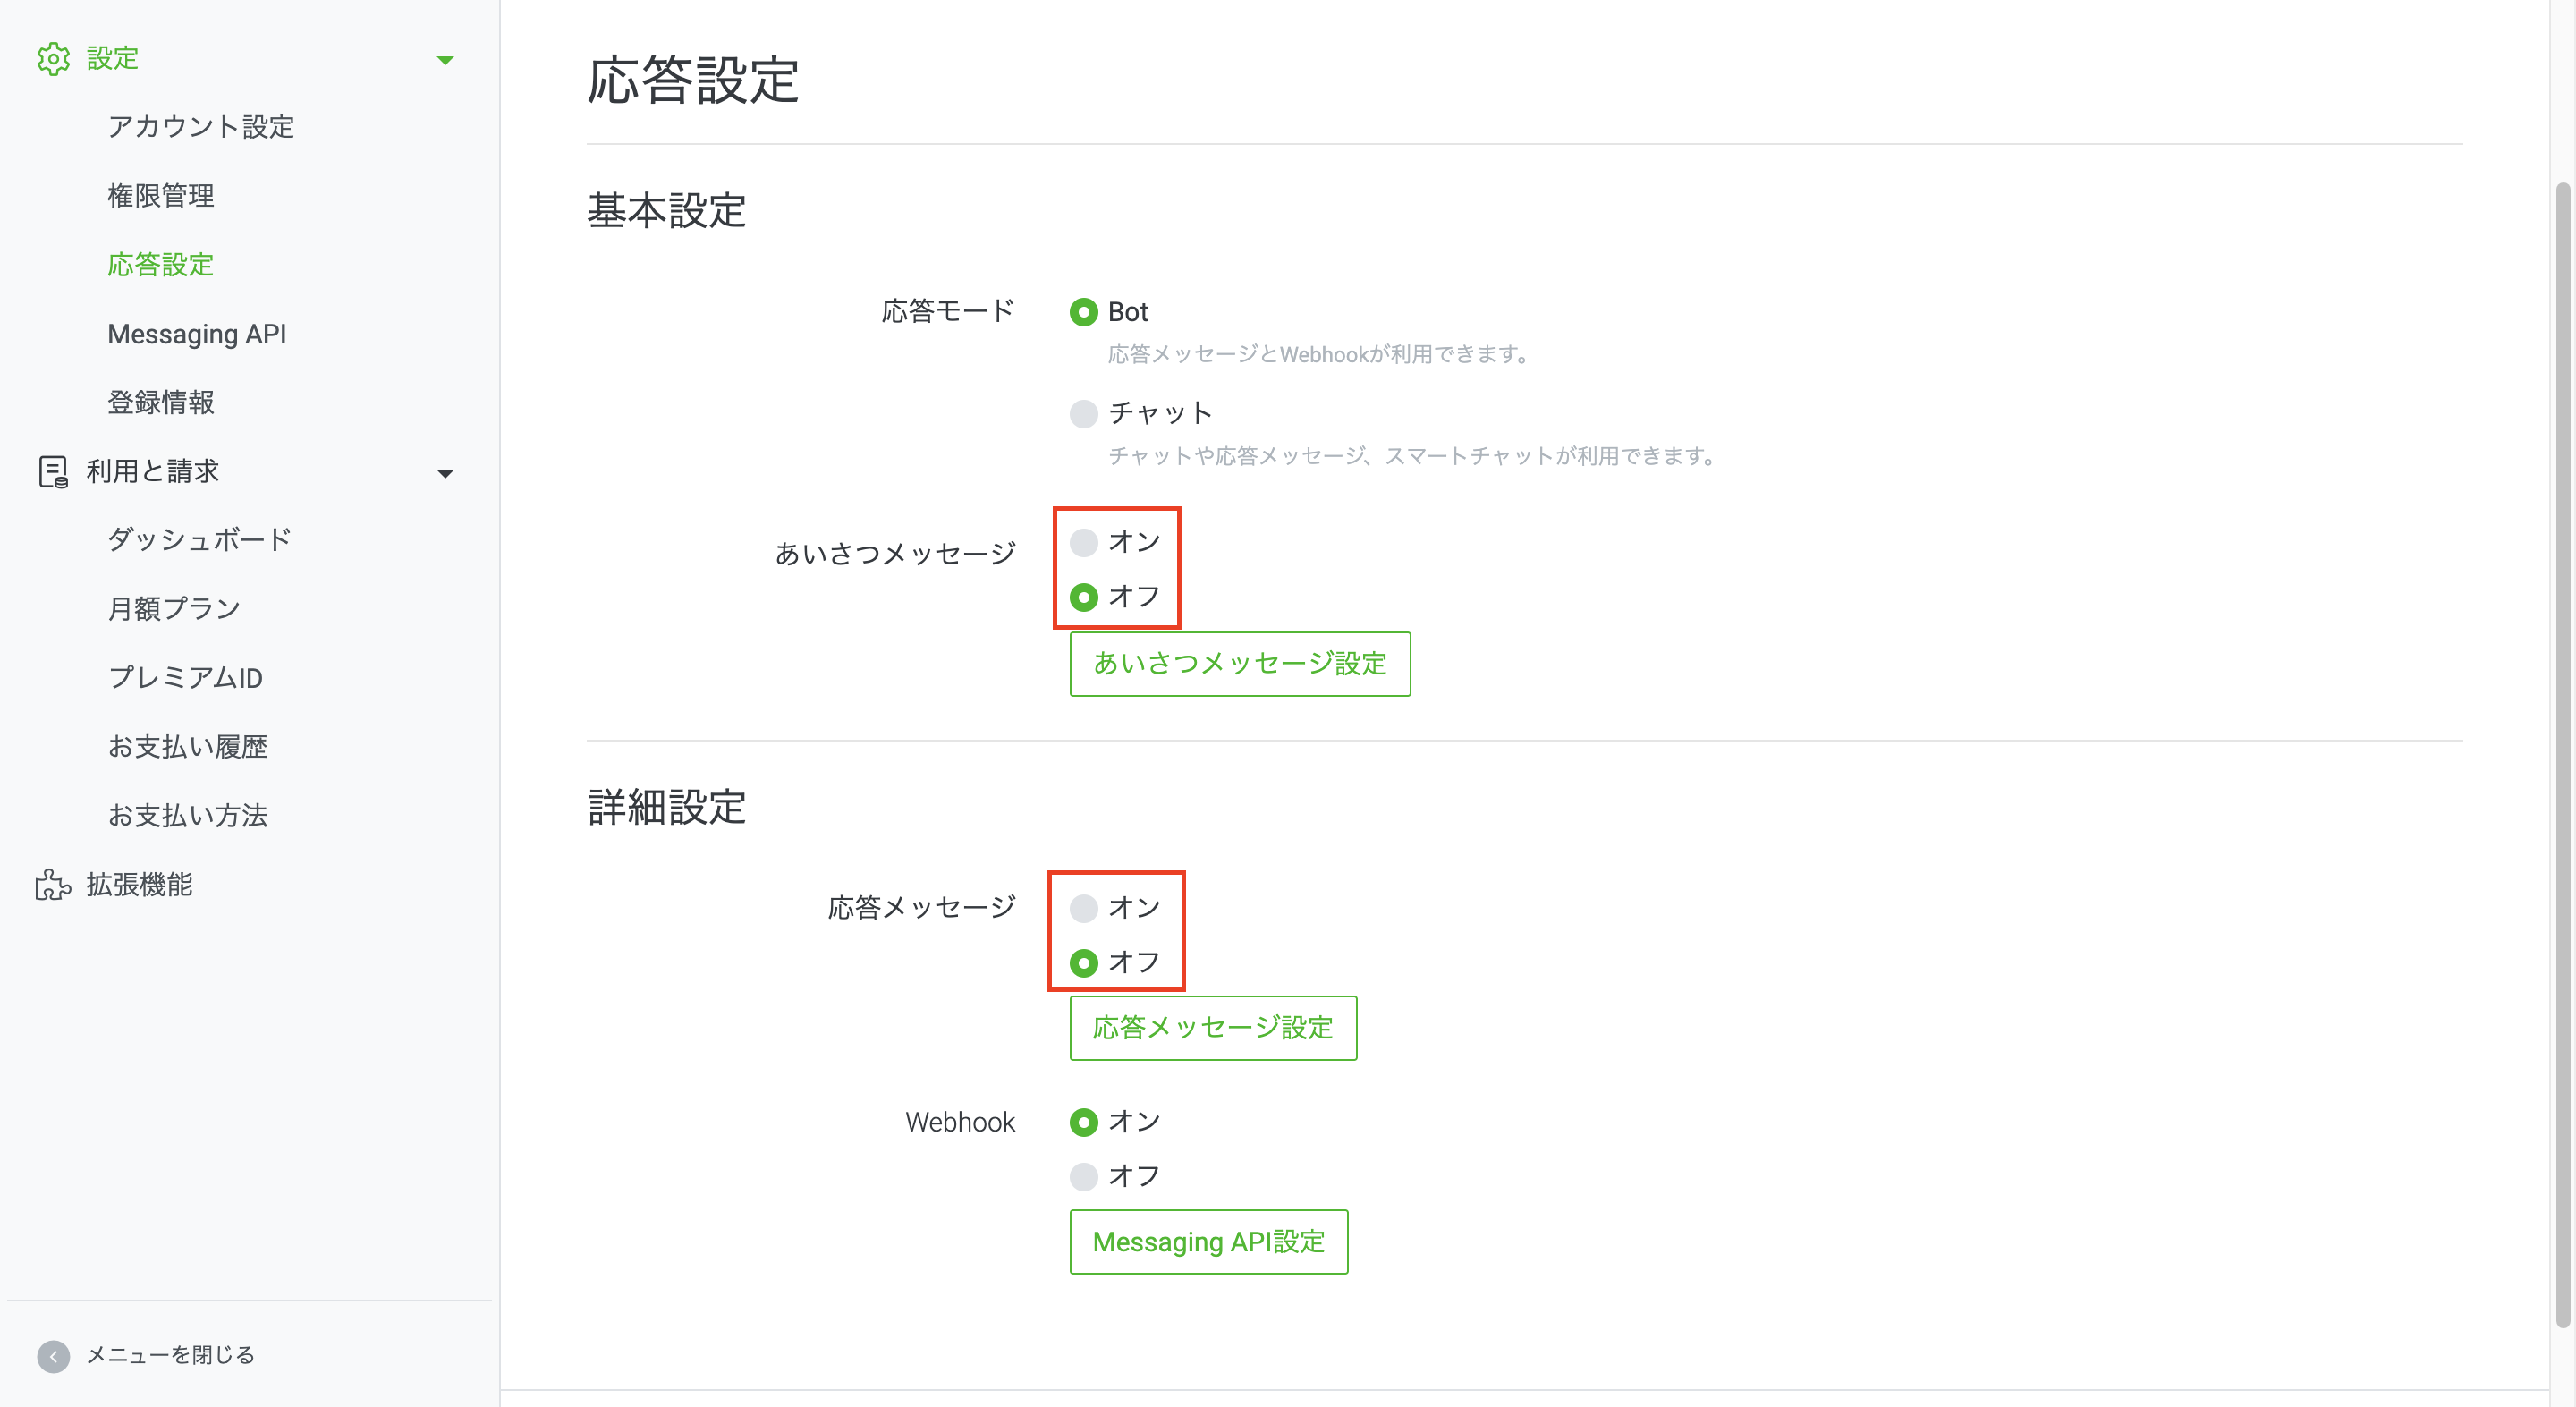 設定
アカウント設定
権限管理
応答設定
Messaging API
登録情報
利用と請求
ダッシュボード
月額プラン
プレミアムID
お支払い履歴
お支払い方法
拡張機能
メニューを閉じる
応答設定
基本設定
応答モード
Bot
応答メッセージとWebhookが利用できます。
チャット
チャットや応答メッセージ、スマートチャットが利用できます。
あいさつメッセージ
オン
オフ
あいさつメッセージ設定
詳細設定
応答メッセージ
オン
オフ
応答メッセージ設定
Webhook
オン
オフ
Messaging API設定